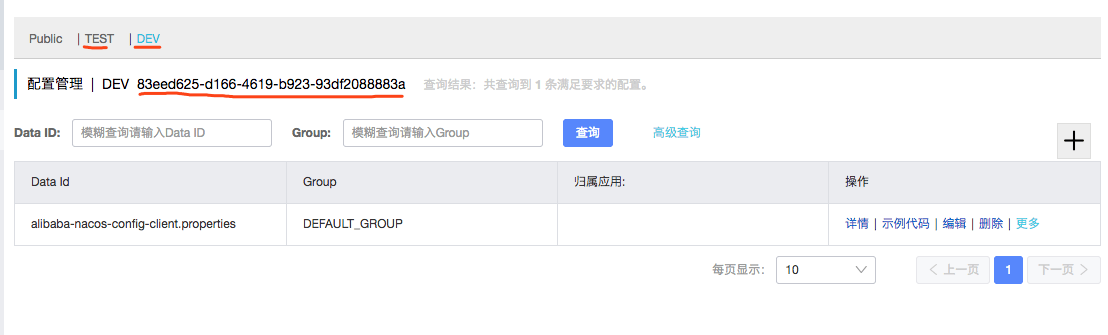 Public | TEST | DEV
配置管理 | DEV 83eed625-d166-4619-b923-93df2088883a 查询结果：共查询到 1 条满足要求的配置。
Data ID: 模糊查询请输入Data ID Group: 模糊查询请输入Group 查询 高级查询 +
Data Id Group 归属应用: 操作
alibaba-nacos-config-client.properties DEFAULT_GROUP 详情 | 示例代码 | 编辑 | 删除 | 更多
每页显示: 10 < 上一页 1 下一页 >